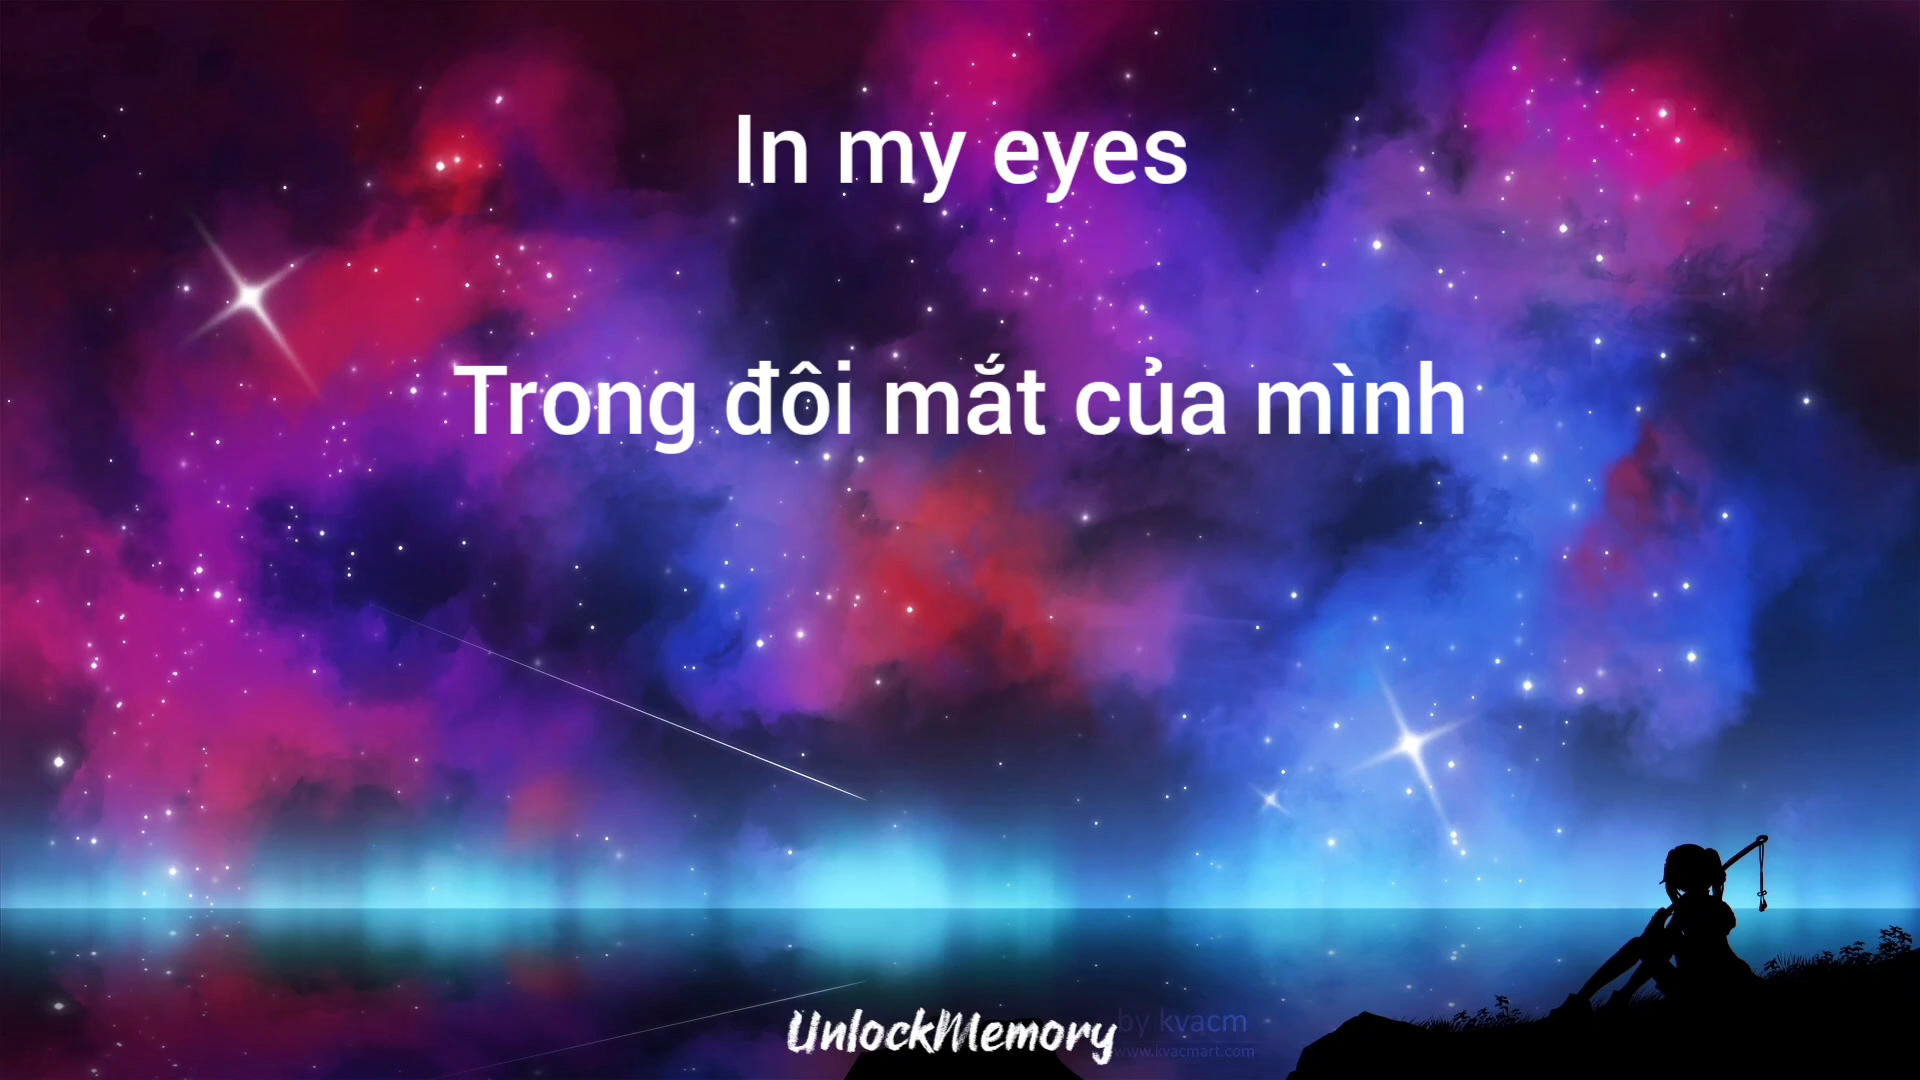 In my eyes
Trong đôi mắt của mình
UnlockMemory
by kvacm
www.kvacmart.com